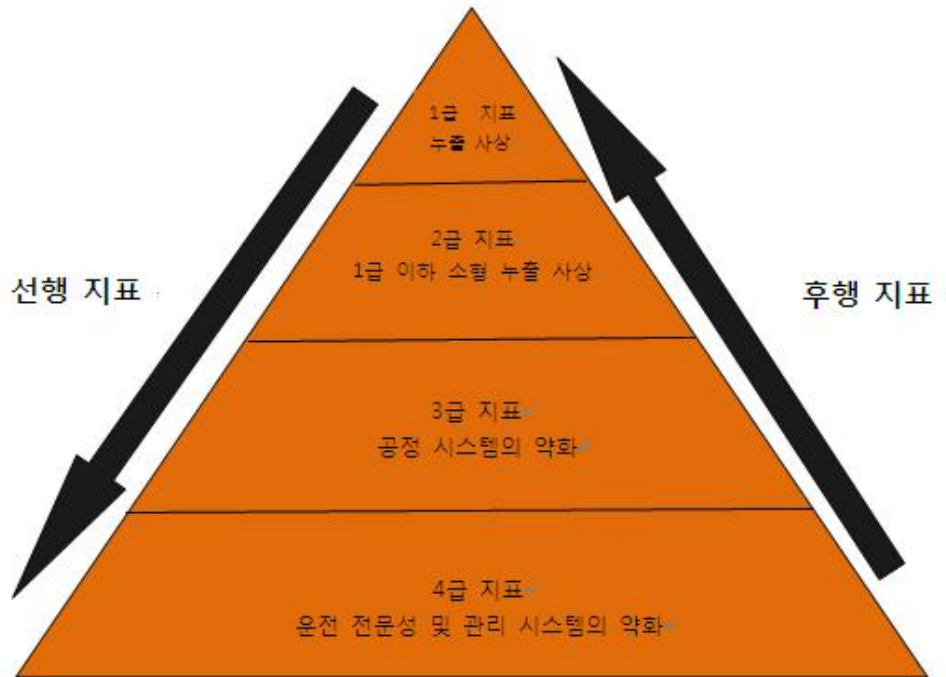 1급 지표
누출 사상
2급 지표
1급 이하 소형 누출 사상
선행 지표
후행 지표
3급 지표
공정 시스템의 약화
4급 지표
운전 전문성 및 관리 시스템의 약화